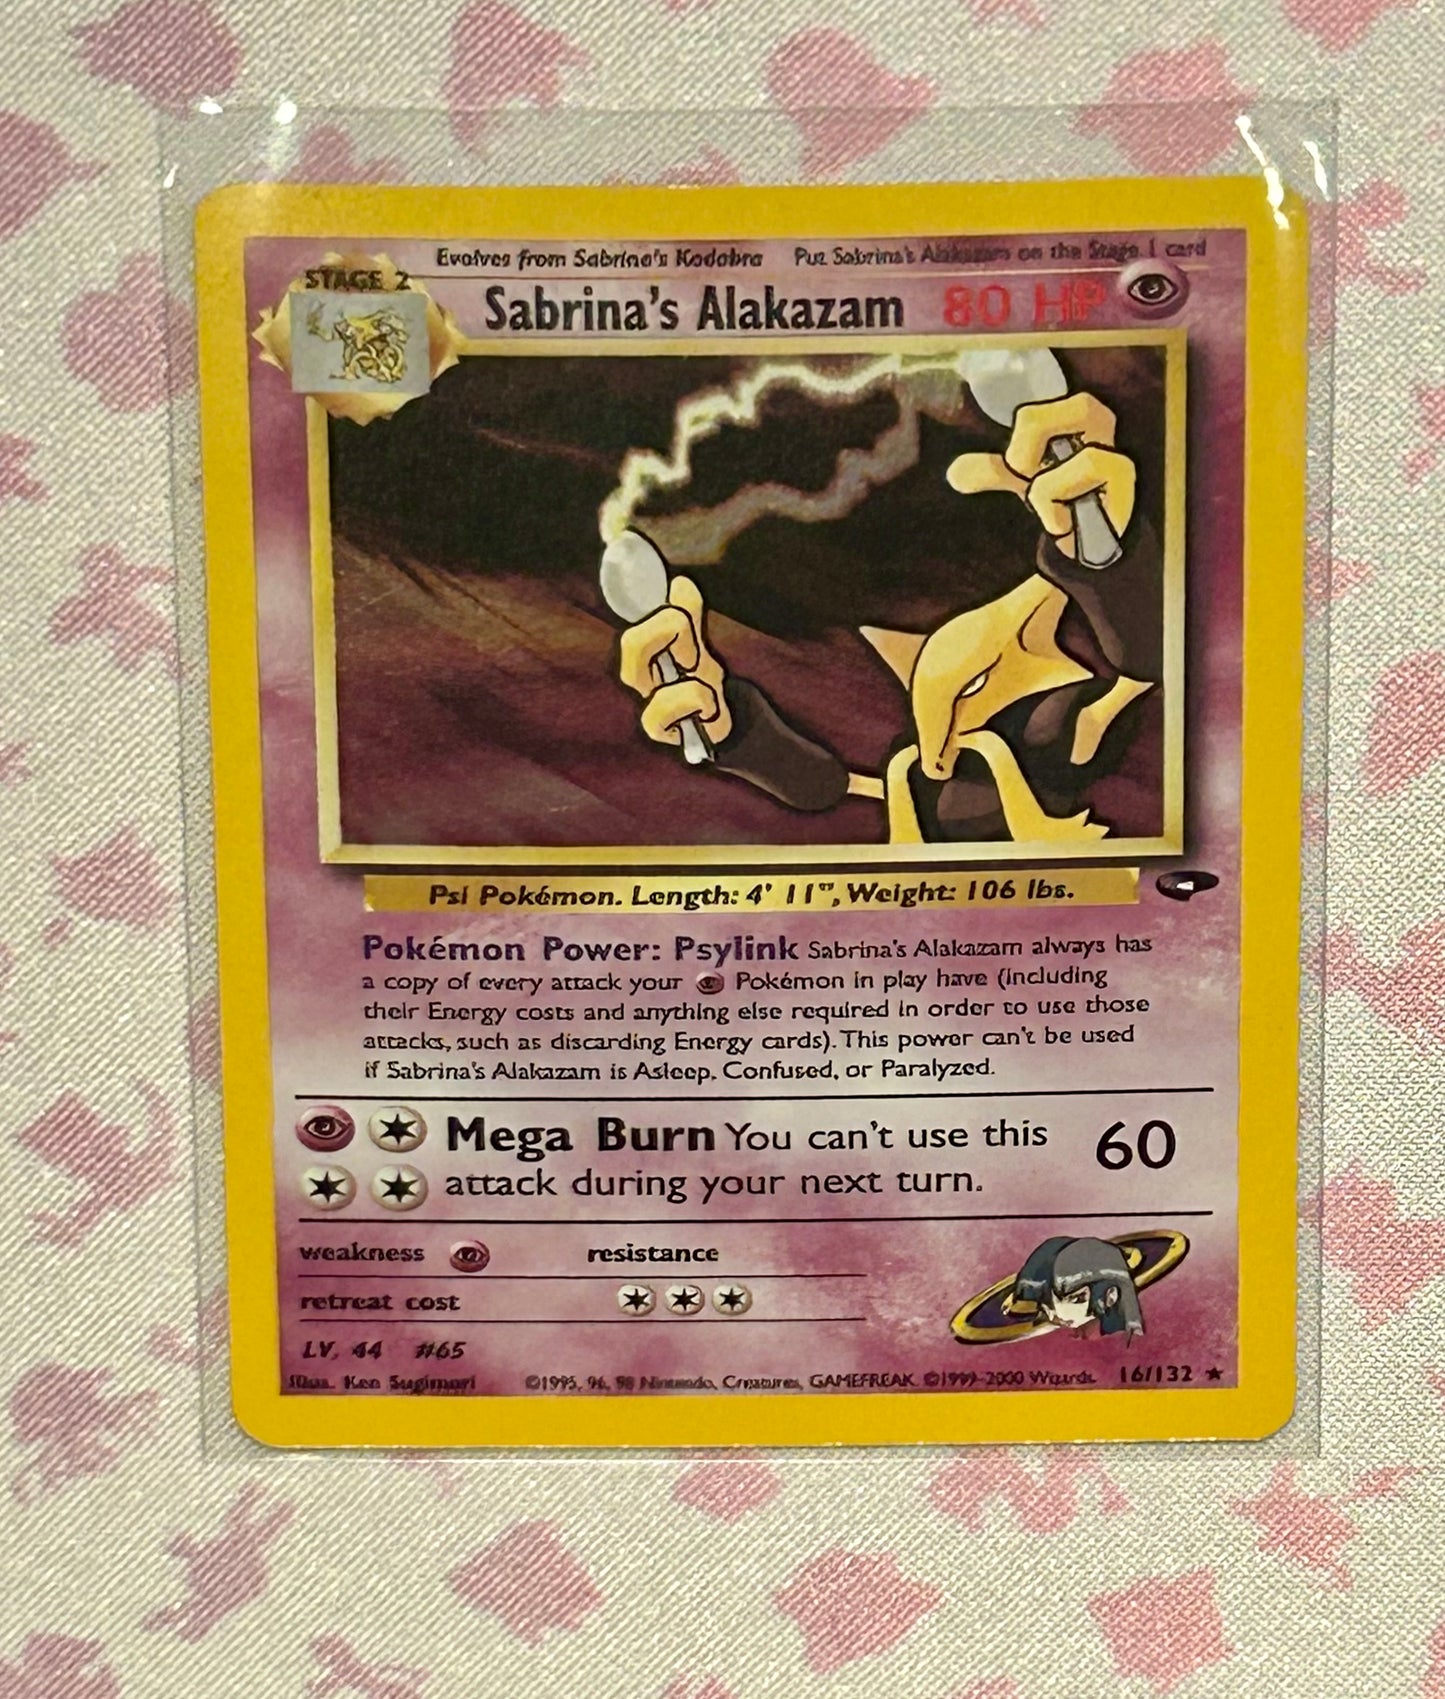 Evolves from Sabrina's Kadabra Put Sabrina's Alakazam on the Stage 1 card
STAGE 2
Sabrina's Alakazam 80 HP
Psi Pokémon. Length: 4' 11", Weight: 106 lbs.
Pokémon Power: Psylink Sabrina's Alakazam always has
a copy of every attack your Pokémon in play have (including
their Energy costs and anything else required in order to use those
attacks, such as discarding Energy cards). This power can't be used
if Sabrina's Alakazam is Asleep, Confused, or Paralyzed.
Mega Burn You can't use this 60
attack during your next turn.
weakness resistance
retreat cost
LV. 44 #65
Illus. Ken Sugimori ©1995, 96, 98 Nintendo, Creatures, GAMEFREAK. ©1999-2000 Wizards. 16/132 ★